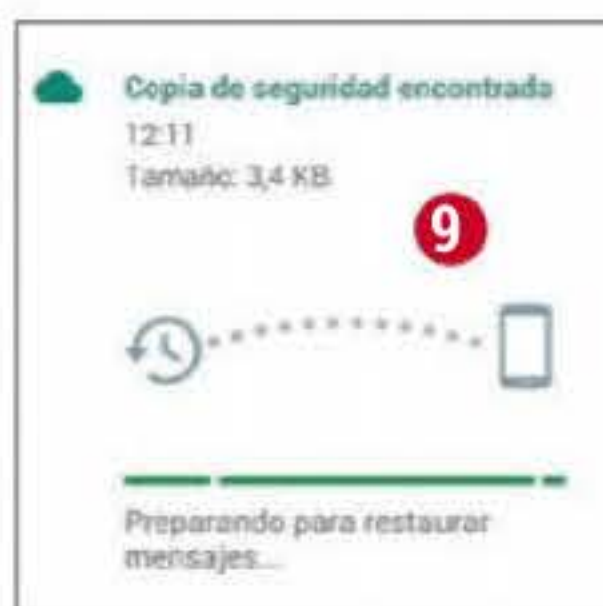 Copia de seguridad encontrada
12:11
Tamaño: 3,4 KB
9
Preparando para restaurar
mensajes...